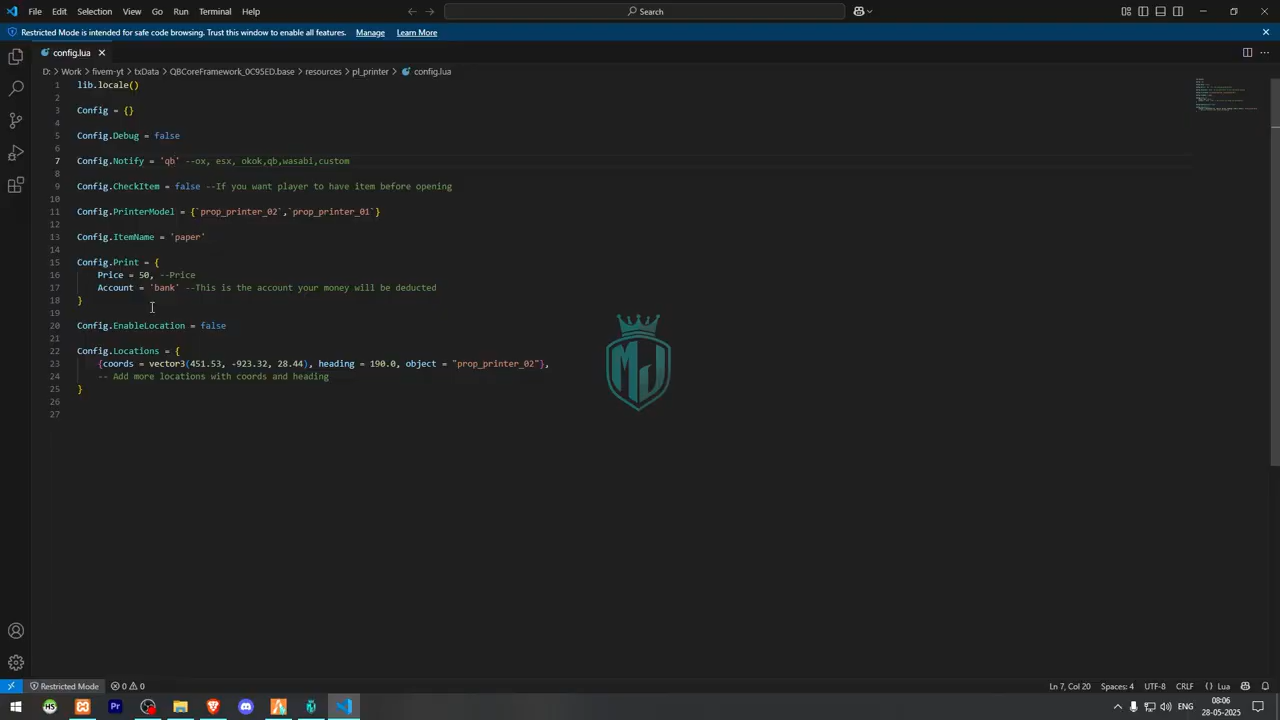 File Edit Selection View Go Run Terminal Help Search
Restricted Mode is intended for safe code browsing. Trust this window to enable all features. Manage Learn More
config.lua
D: > Work > fivem-yt > txData > QBCoreFramework_0C95ED.base > resources > pl_printer > config.lua
1 lib.locale()
2
3 Config = {}
4
5 Config.Debug = false
6
7 Config.Notify = 'qb' --ox, esx, okok,qb,wasabi,custom
8
9 Config.CheckItem = false --If you want player to have item before opening
10
11 Config.PrinterModel = {`prop_printer_02`,`prop_printer_01`}
12
13 Config.ItemName = 'paper'
14
15 Config.Print = {
16 Price = 50, --Price
17 Account = 'bank' --This is the account your money will be deducted
18 }
19
20 Config.EnableLocation = false
21
22 Config.Locations = {
23 {coords = vector3(451.53, -923.32, 28.44), heading = 190.0, object = "prop_printer_02"},
24 -- Add more locations with coords and heading
25 }
26
27
MJ
Restricted Mode 0 0 Ln 7, Col 20 Spaces: 4 UTF-8 CRLF {} Lua
HS Pr ENG 08:06
28-05-2025